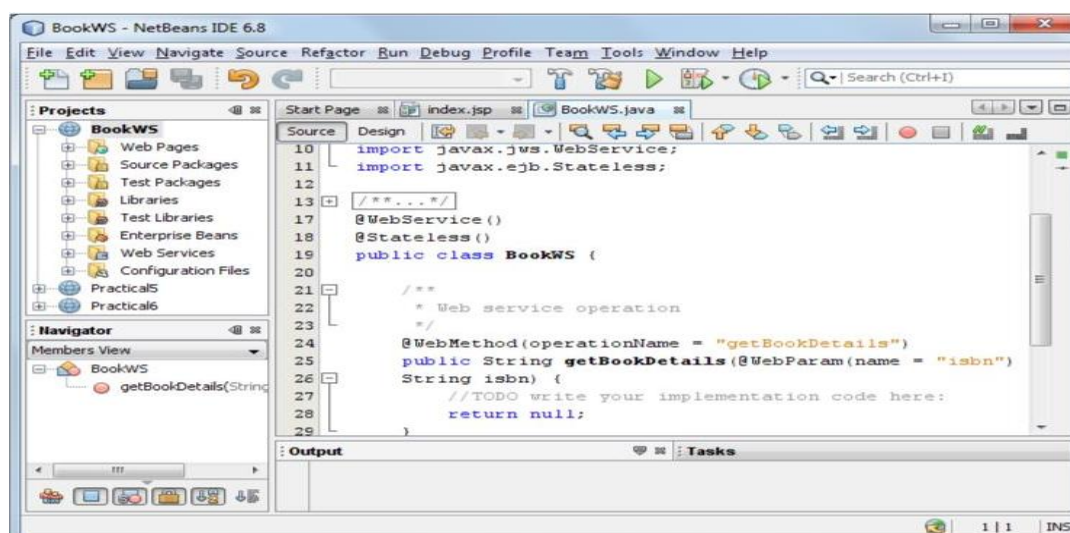 BookWS - NetBeans IDE 6.8
File Edit View Navigate Source Refactor Run Debug Profile Team Tools Window Help
Search (Ctrl+I)
Projects
BookWS
Web Pages
Source Packages
Test Packages
Libraries
Test Libraries
Enterprise Beans
Web Services
Configuration Files
Practical5
Practical6
Navigator
Members View
BookWS
getBookDetails(String
Start Page index.jsp BookWS.java
Source Design
10 import javax.jws.WebService;
11 import javax.ejb.Stateless;
12
13 /**...*/
17 @WebService()
18 @Stateless()
19 public class BookWS {
20
21 /**
22 * Web service operation
23 */
24 @WebMethod(operationName = "getBookDetails")
25 public String getBookDetails(@WebParam(name = "isbn")
26 String isbn) {
27 //TODO write your implementation code here:
28 return null;
29 }
Output Tasks
1 | 1 INS